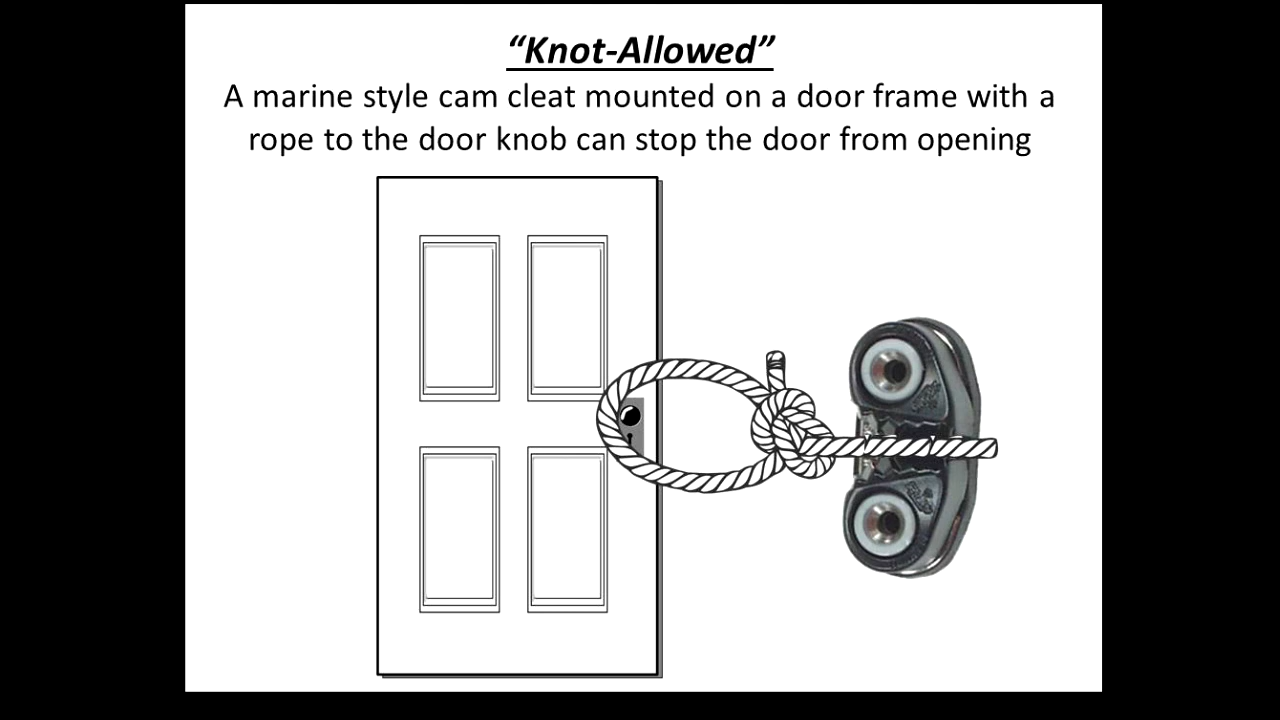 “Knot-Allowed”
A marine style cam cleat mounted on a door frame with a
rope to the door knob can stop the door from opening